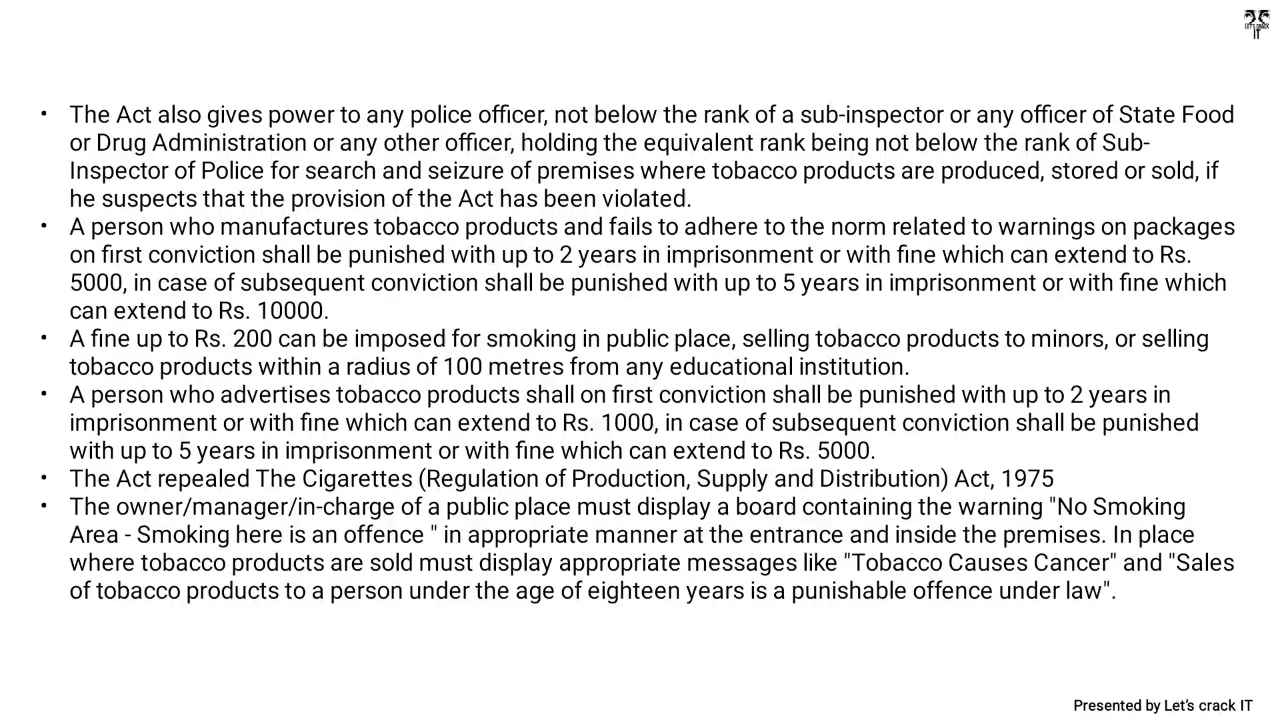 LET'S CRACK
IT
• The Act also gives power to any police officer, not below the rank of a sub-inspector or any officer of State Food
or Drug Administration or any other officer, holding the equivalent rank being not below the rank of Sub-
Inspector of Police for search and seizure of premises where tobacco products are produced, stored or sold, if
he suspects that the provision of the Act has been violated.
• A person who manufactures tobacco products and fails to adhere to the norm related to warnings on packages
on first conviction shall be punished with up to 2 years in imprisonment or with fine which can extend to Rs.
5000, in case of subsequent conviction shall be punished with up to 5 years in imprisonment or with fine which
can extend to Rs. 10000.
• A fine up to Rs. 200 can be imposed for smoking in public place, selling tobacco products to minors, or selling
tobacco products within a radius of 100 metres from any educational institution.
• A person who advertises tobacco products shall on first conviction shall be punished with up to 2 years in
imprisonment or with fine which can extend to Rs. 1000, in case of subsequent conviction shall be punished
with up to 5 years in imprisonment or with fine which can extend to Rs. 5000.
• The Act repealed The Cigarettes (Regulation of Production, Supply and Distribution) Act, 1975
• The owner/manager/in-charge of a public place must display a board containing the warning "No Smoking
Area - Smoking here is an offence " in appropriate manner at the entrance and inside the premises. In place
where tobacco products are sold must display appropriate messages like "Tobacco Causes Cancer" and "Sales
of tobacco products to a person under the age of eighteen years is a punishable offence under law".
Presented by Let's crack IT